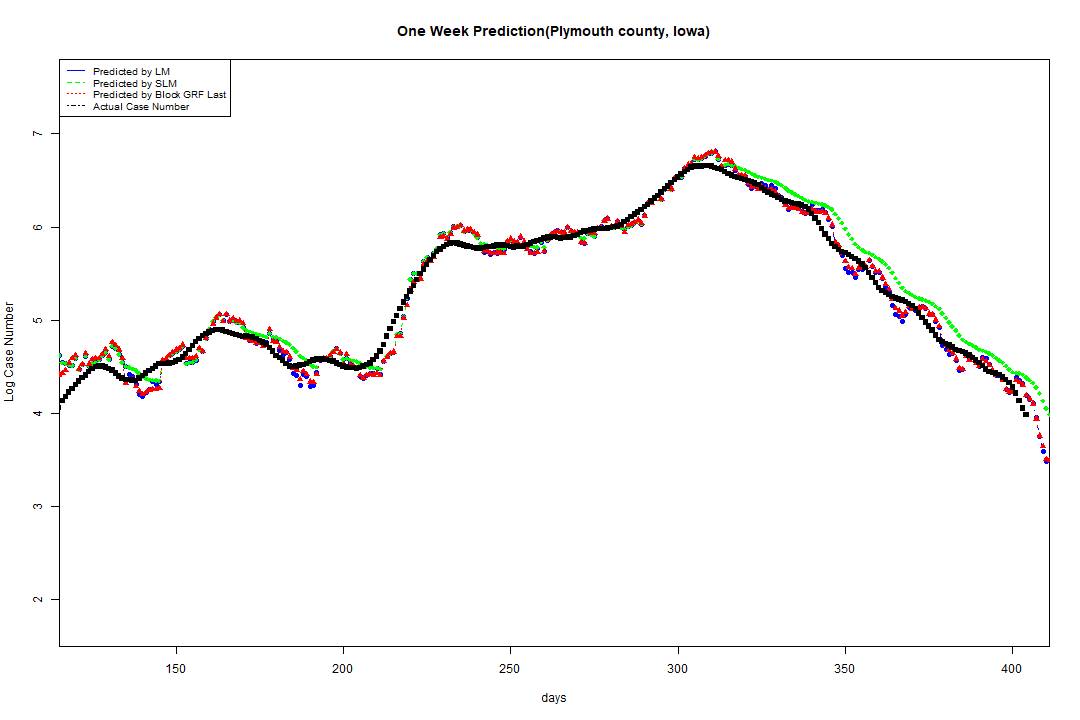 One Week Prediction(Plymouth county, Iowa)
Predicted by LM
Predicted by SLM
Predicted by Block GRF Last
Actual Case Number
7
6
5
4
3
2
Log Case Number
150 200 250 300 350 400
days